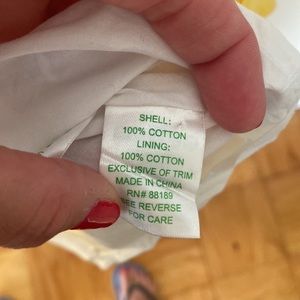 SHELL:
100% COTTON
LINING:
100% COTTON
EXCLUSIVE OF TRIM
MADE IN CHINA
RN# 88189
SEE REVERSE
FOR CARE